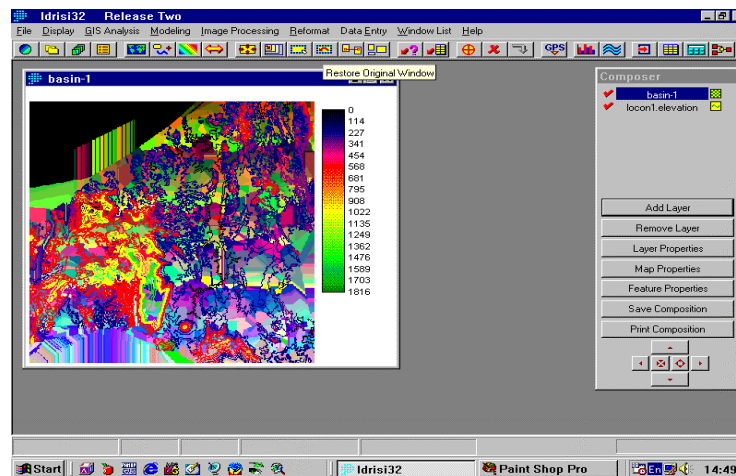 Idrisi32 Release Two
File Display GIS Analysis Modeling Image Processing Reformat Data Entry Window List Help
GPS
Restore Original Window
basin-1
0
114
227
341
454
568
681
795
908
1022
1135
1249
1362
1476
1589
1703
1816
Composer
basin-1
locon1.elevation
Add Layer
Remove Layer
Layer Properties
Map Properties
Feature Properties
Save Composition
Print Composition
Start Idrisi32 Paint Shop Pro En 14:49